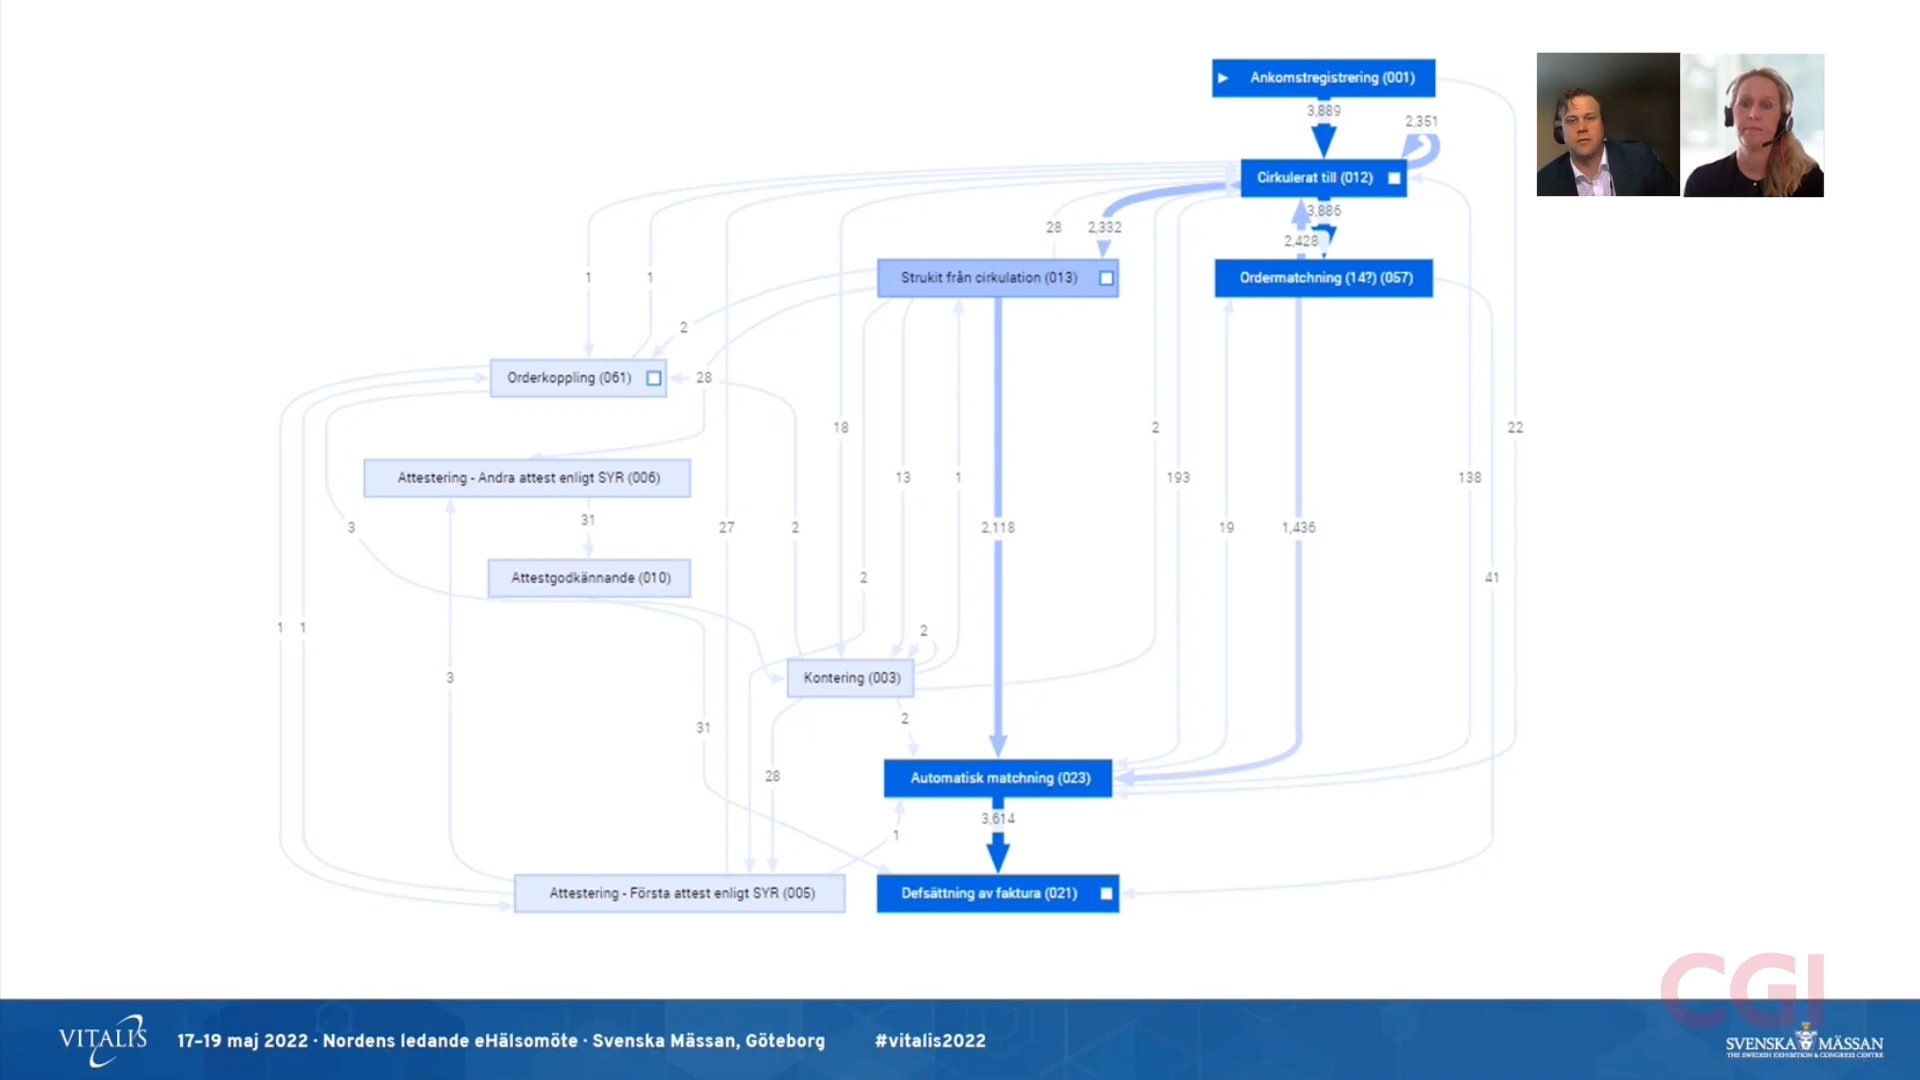 Ankomstregistrering (001)
3,889
2,351
Cirkulerat till (012)
3,886
28
2,332
2,428
1
1
Strukit från cirkulation (013)
Ordermatchning (14?) (057)
2
Orderkoppling (061)
28
18
2
22
Attestering - Andra attest enligt SYR (006)
13
1
193
138
31
3
27
2
2,118
19
1,436
Attestgodkännande (010)
2
41
1
1
2
3
Kontering (003)
2
31
28
Automatisk matchning (023)
3,614
1
Attestering - Första attest enligt SYR (005)
Defsättning av faktura (021)
CGI
VITALIS
17-19 maj 2022 · Nordens ledande eHälsomöte · Svenska Mässan, Göteborg
#vitalis2022
SVENSKA MÄSSAN
THE SWEDISH EXHIBITION & CONGRESS CENTRE